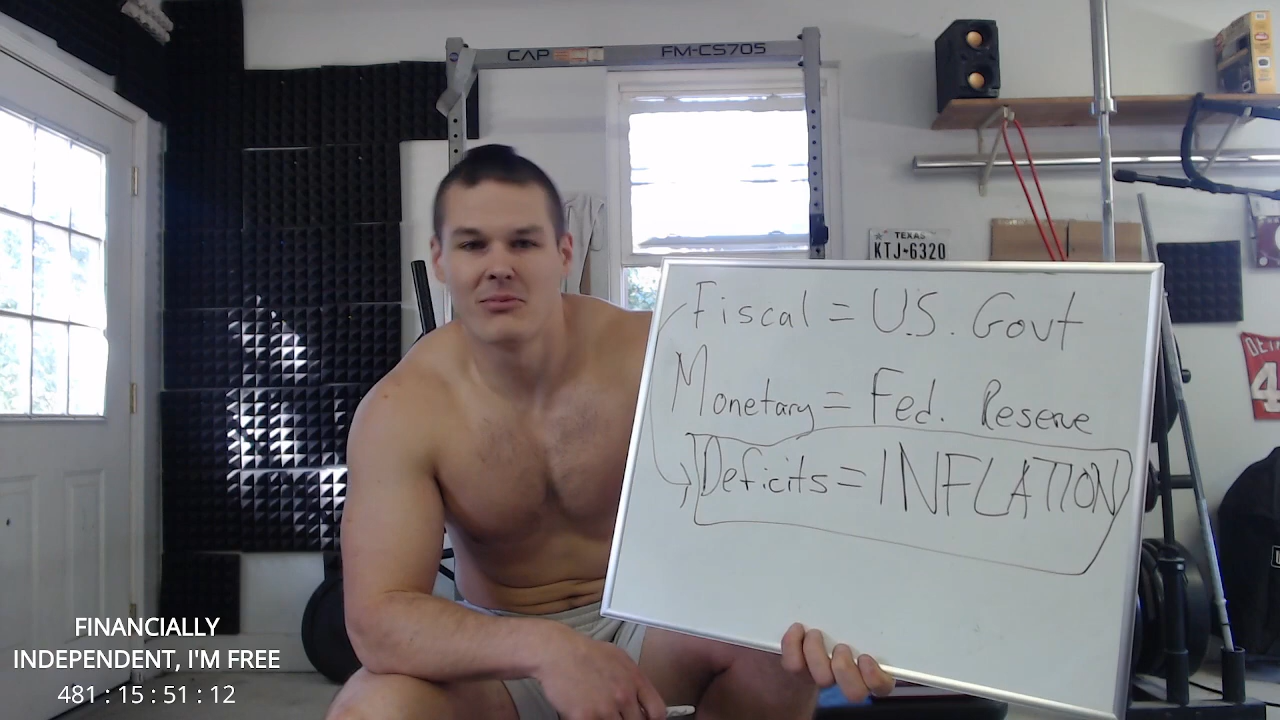 CAP FM-CS705
TEXAS
KTJ-6320
Fiscal = U.S. Govt
Monetary = Fed. Reserve
Deficits = INFLATION
4
FINANCIALLY
INDEPENDENT, I'M FREE
481 : 15 : 51 : 12